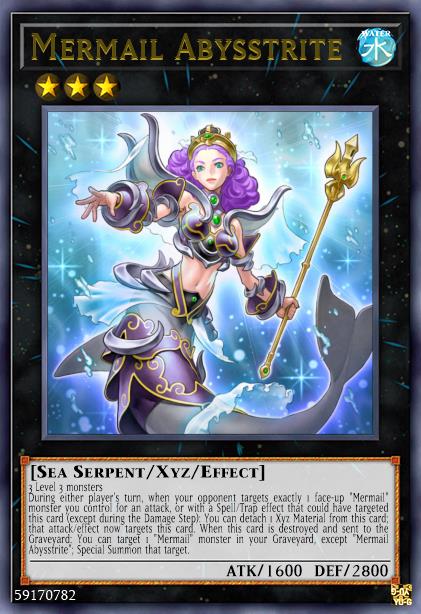 MERMAIL ABYSSTRITE
WATER
水
[SEA SERPENT/XYZ/EFFECT]
3 Level 3 monsters
During either player's turn, when your opponent targets exactly 1 face-up "Mermail"
monster you control for an attack, or with a Spell/Trap effect that could have targeted
this card (except during the Damage Step): You can detach 1 Xyz Material from this card;
that attack/effect now targets this card. When this card is destroyed and sent to the
Graveyard: You can target 1 "Mermail" monster in your Graveyard, except "Mermail
Abysstrite"; Special Summon that target.
ATK/1600 DEF/2800
59170782